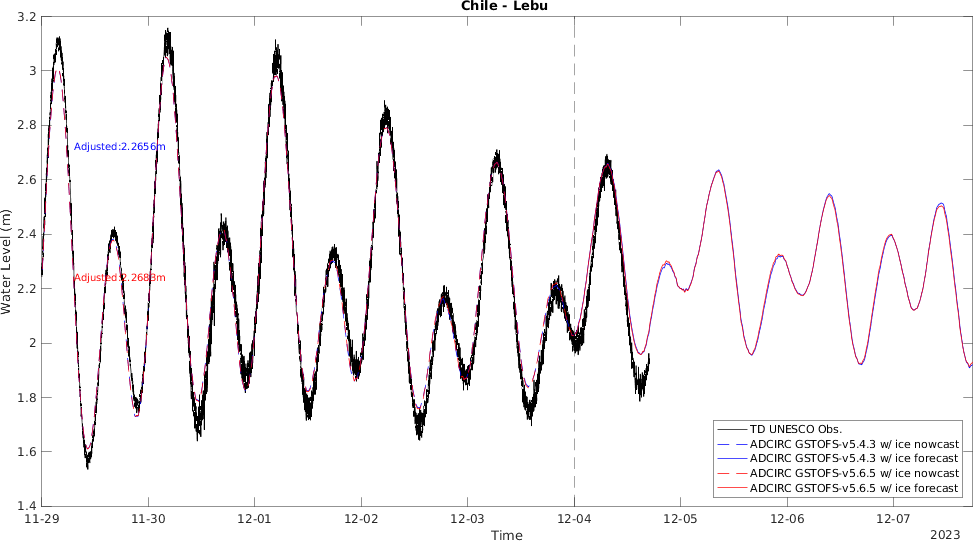 Chile - Lebu
3.2
3
2.8
2.6
2.4
2.2
2
1.8
1.6
1.4
Water Level (m)
Adjusted:2.2656m
Adjusted:2.2683m
TD UNESCO Obs.
ADCIRC GSTOFS-v5.4.3 w/ ice nowcast
ADCIRC GSTOFS-v5.4.3 w/ ice forecast
ADCIRC GSTOFS-v5.6.5 w/ ice nowcast
ADCIRC GSTOFS-v5.6.5 w/ ice forecast
11-29 11-30 12-01 12-02 12-03 12-04 12-05 12-06 12-07
Time
2023